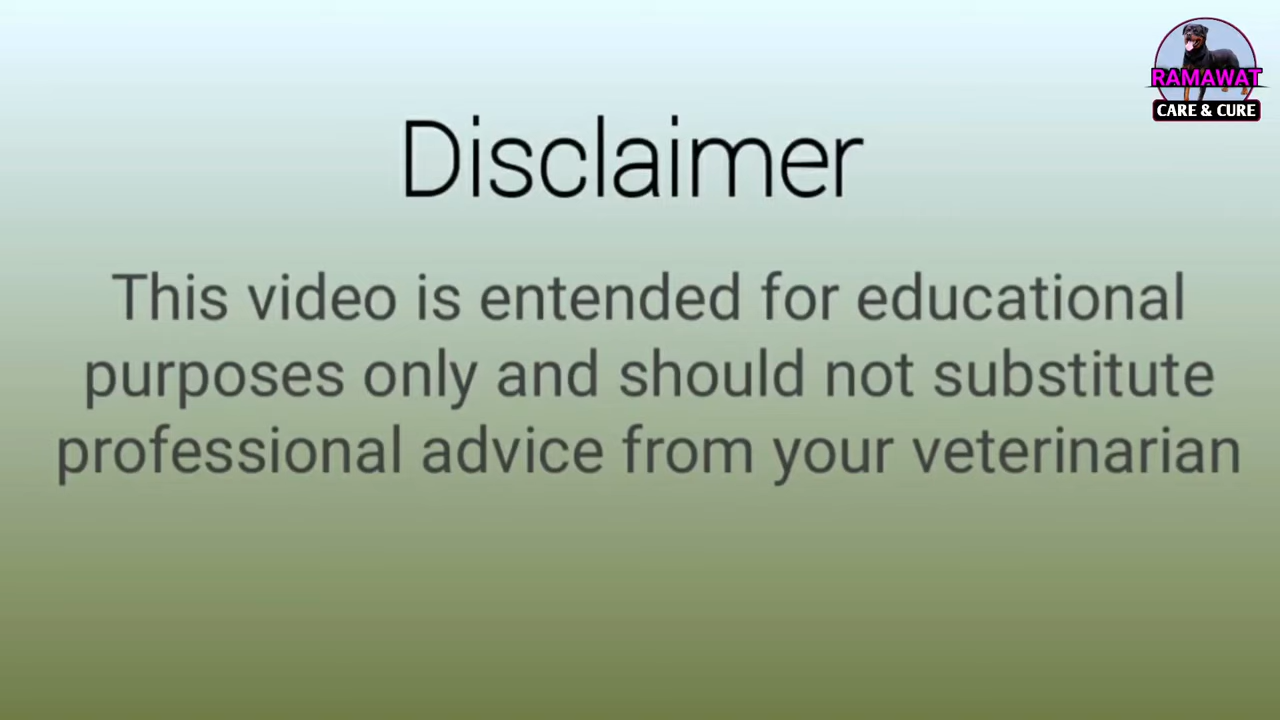 RAMAWAT
CARE & CURE
Disclaimer
This video is entended for educational
purposes only and should not substitute
professional advice from your veterinarian